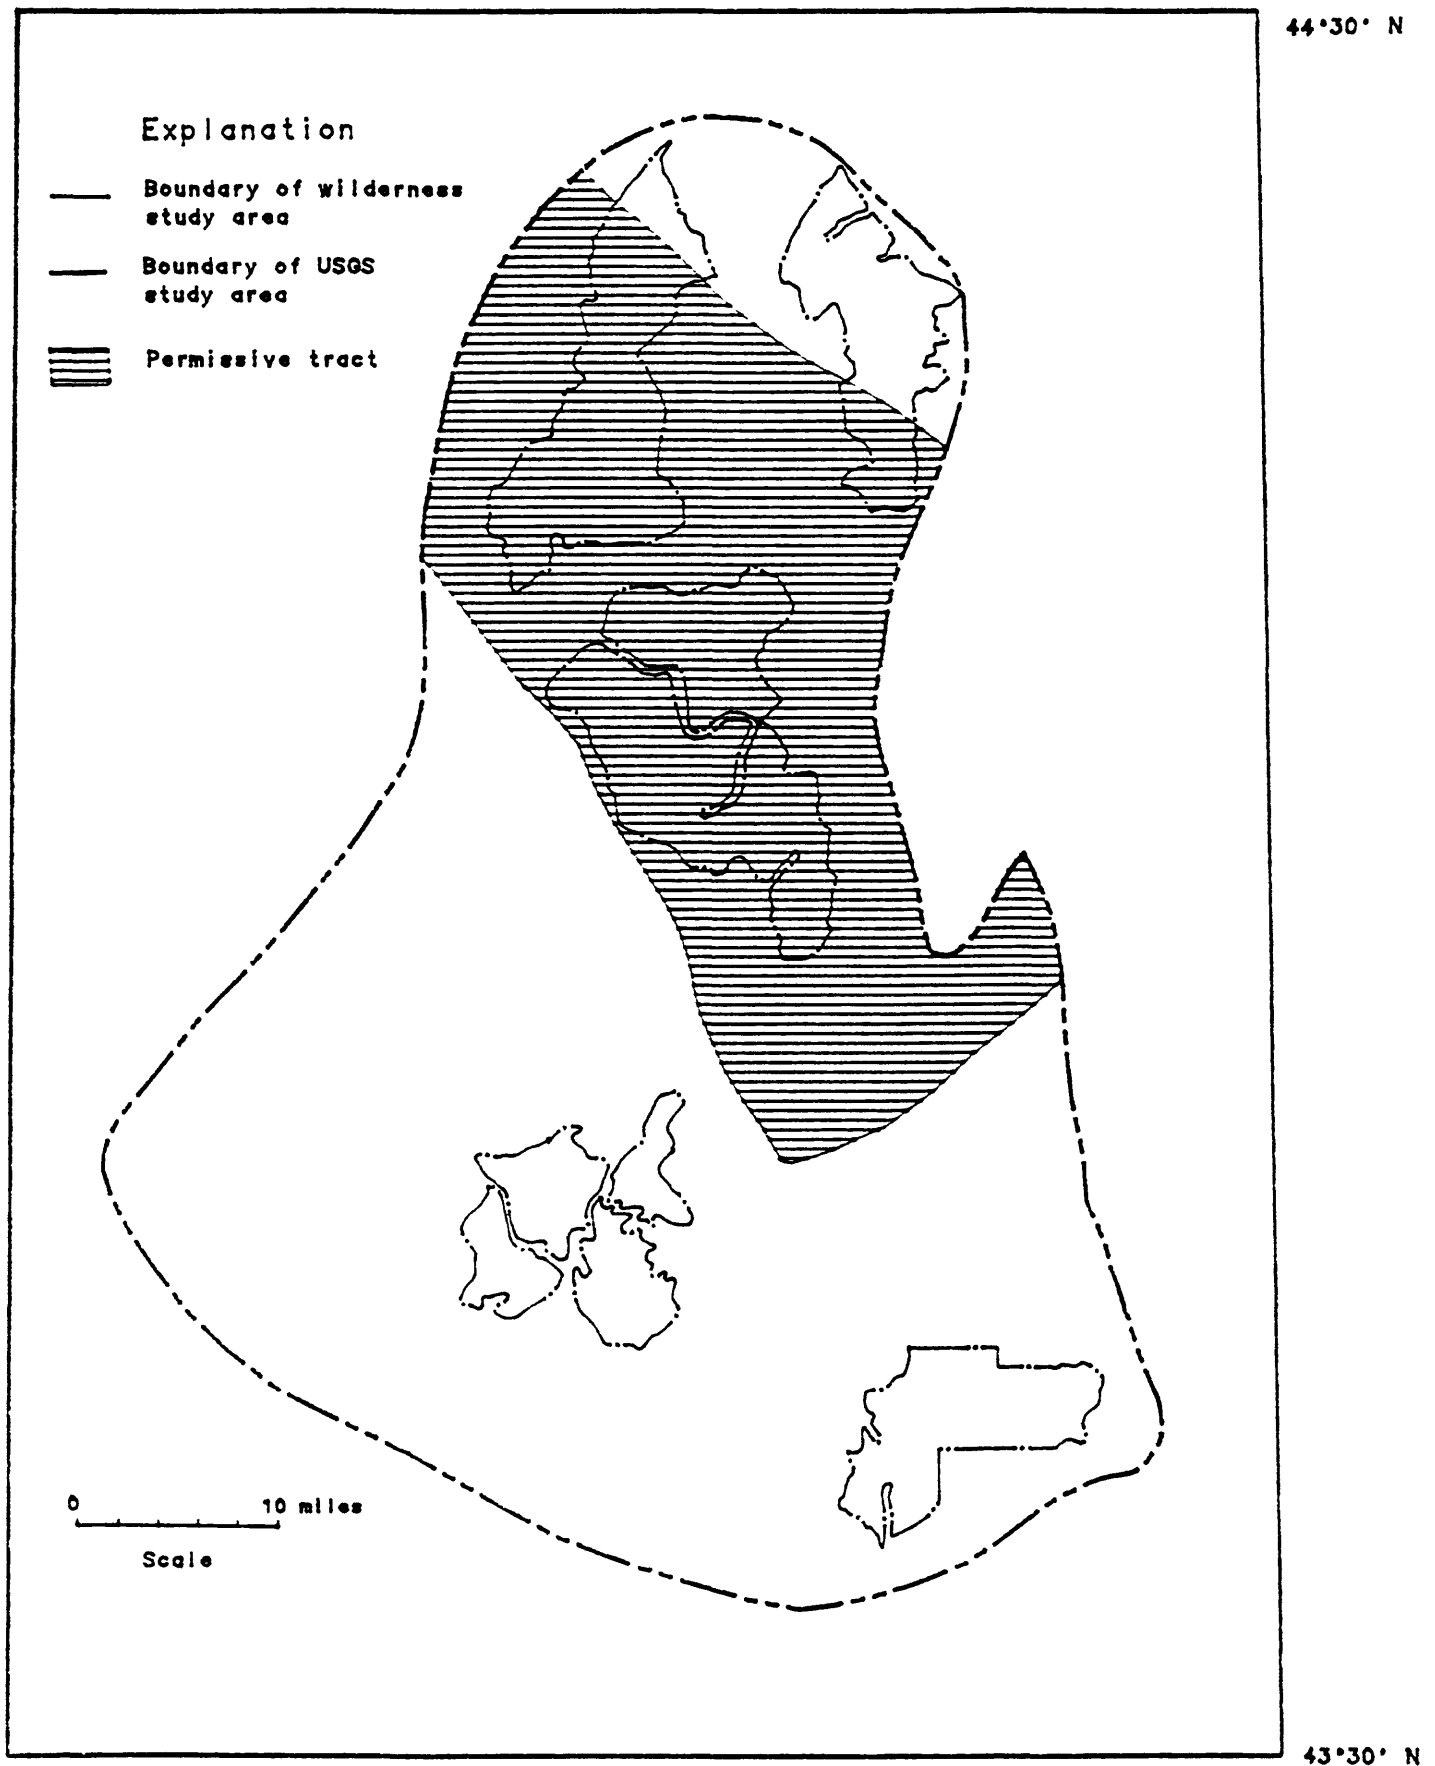 44°30' N
Explanation
Boundary of wilderness
study area
Boundary of USGS
study area
Permissive tract
0 10 miles
Scale
43°30' N